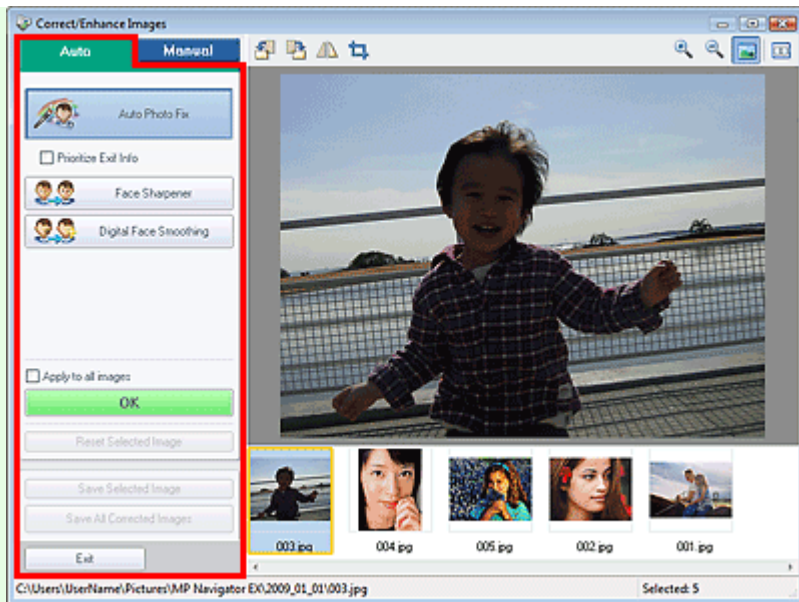 Correct/Enhance Images
Auto Manual
Auto Photo Fix
Prioritize Exif Info
Face Sharpener
Digital Face Smoothing
Apply to all images
OK
Reset Selected Image
Save Selected Image
Save All Corrected Images
Exit
003.jpg 004.jpg 005.jpg 002.jpg 001.jpg
C:\Users\UserName\Pictures\MP Navigator EX\2009_01_01\003.jpg Selected: 5